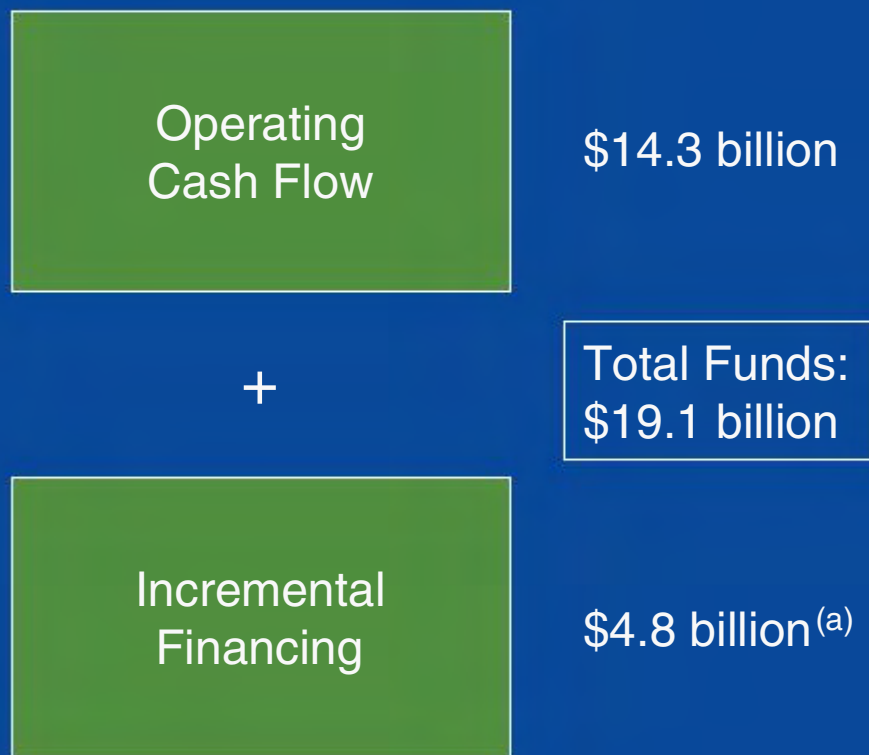 Operating
Cash Flow
$14.3 billion
+
Total Funds:
$19.1 billion
Incremental
Financing
$4.8 billion(a)